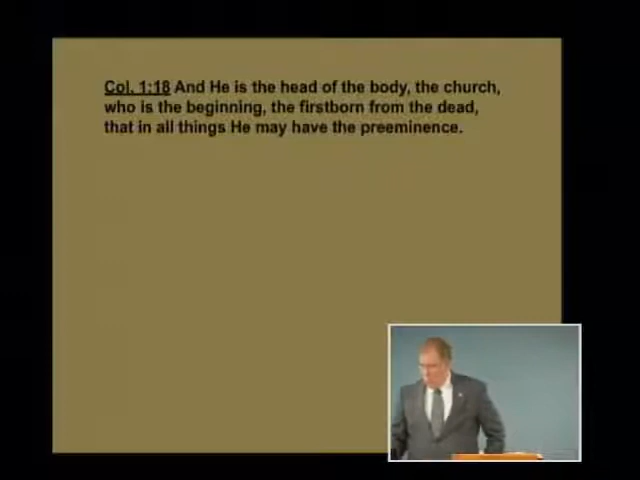 Col. 1:18 And He is the head of the body, the church,
who is the beginning, the firstborn from the dead,
that in all things He may have the preeminence.